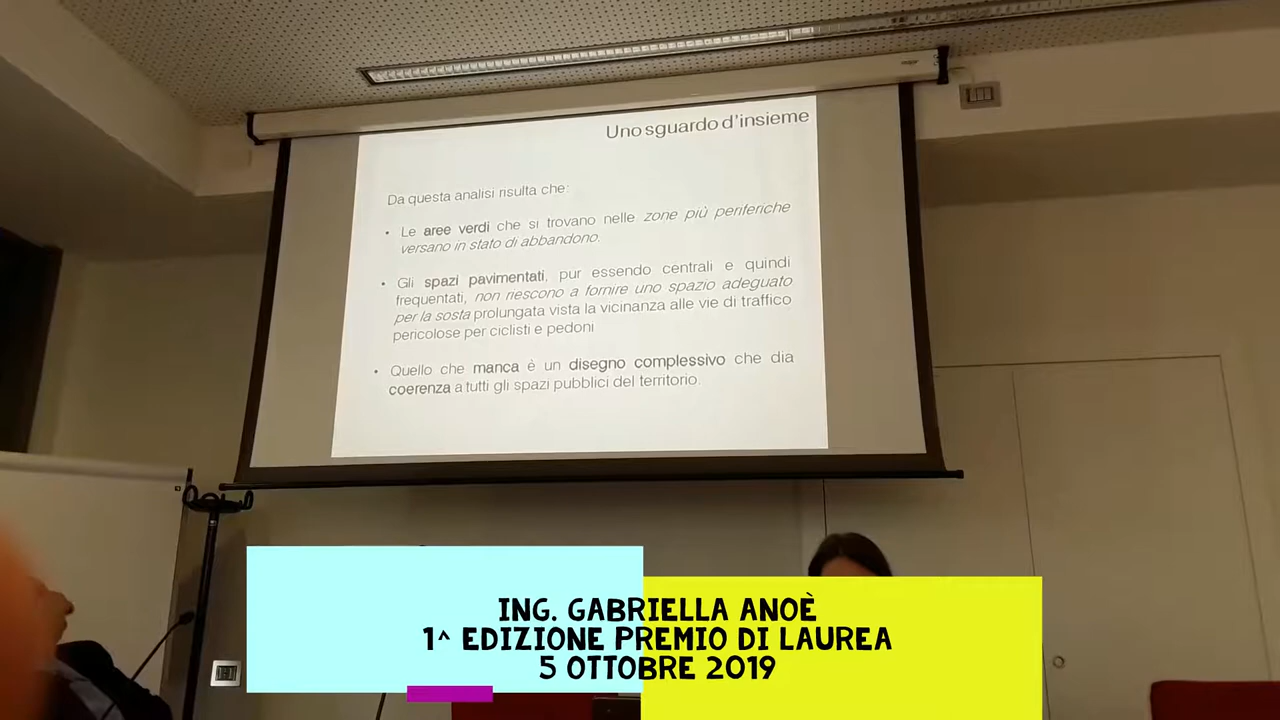 Uno sguardo d'insieme
Da questa analisi risulta che:
• Le aree verdi che si trovano nelle zone più periferiche
versano in stato di abbandono.
• Gli spazi pavimentati, pur essendo centrali e quindi
frequentati, non riescono a fornire uno spazio adeguato
per la sosta prolungata vista la vicinanza alle vie di traffico
pericolose per ciclisti e pedoni
• Quello che manca è un disegno complessivo che dia
coerenza a tutti gli spazi pubblici del territorio.
ING. GABRIELLA ANOÈ
1^ EDIZIONE PREMIO DI LAUREA
5 OTTOBRE 2019